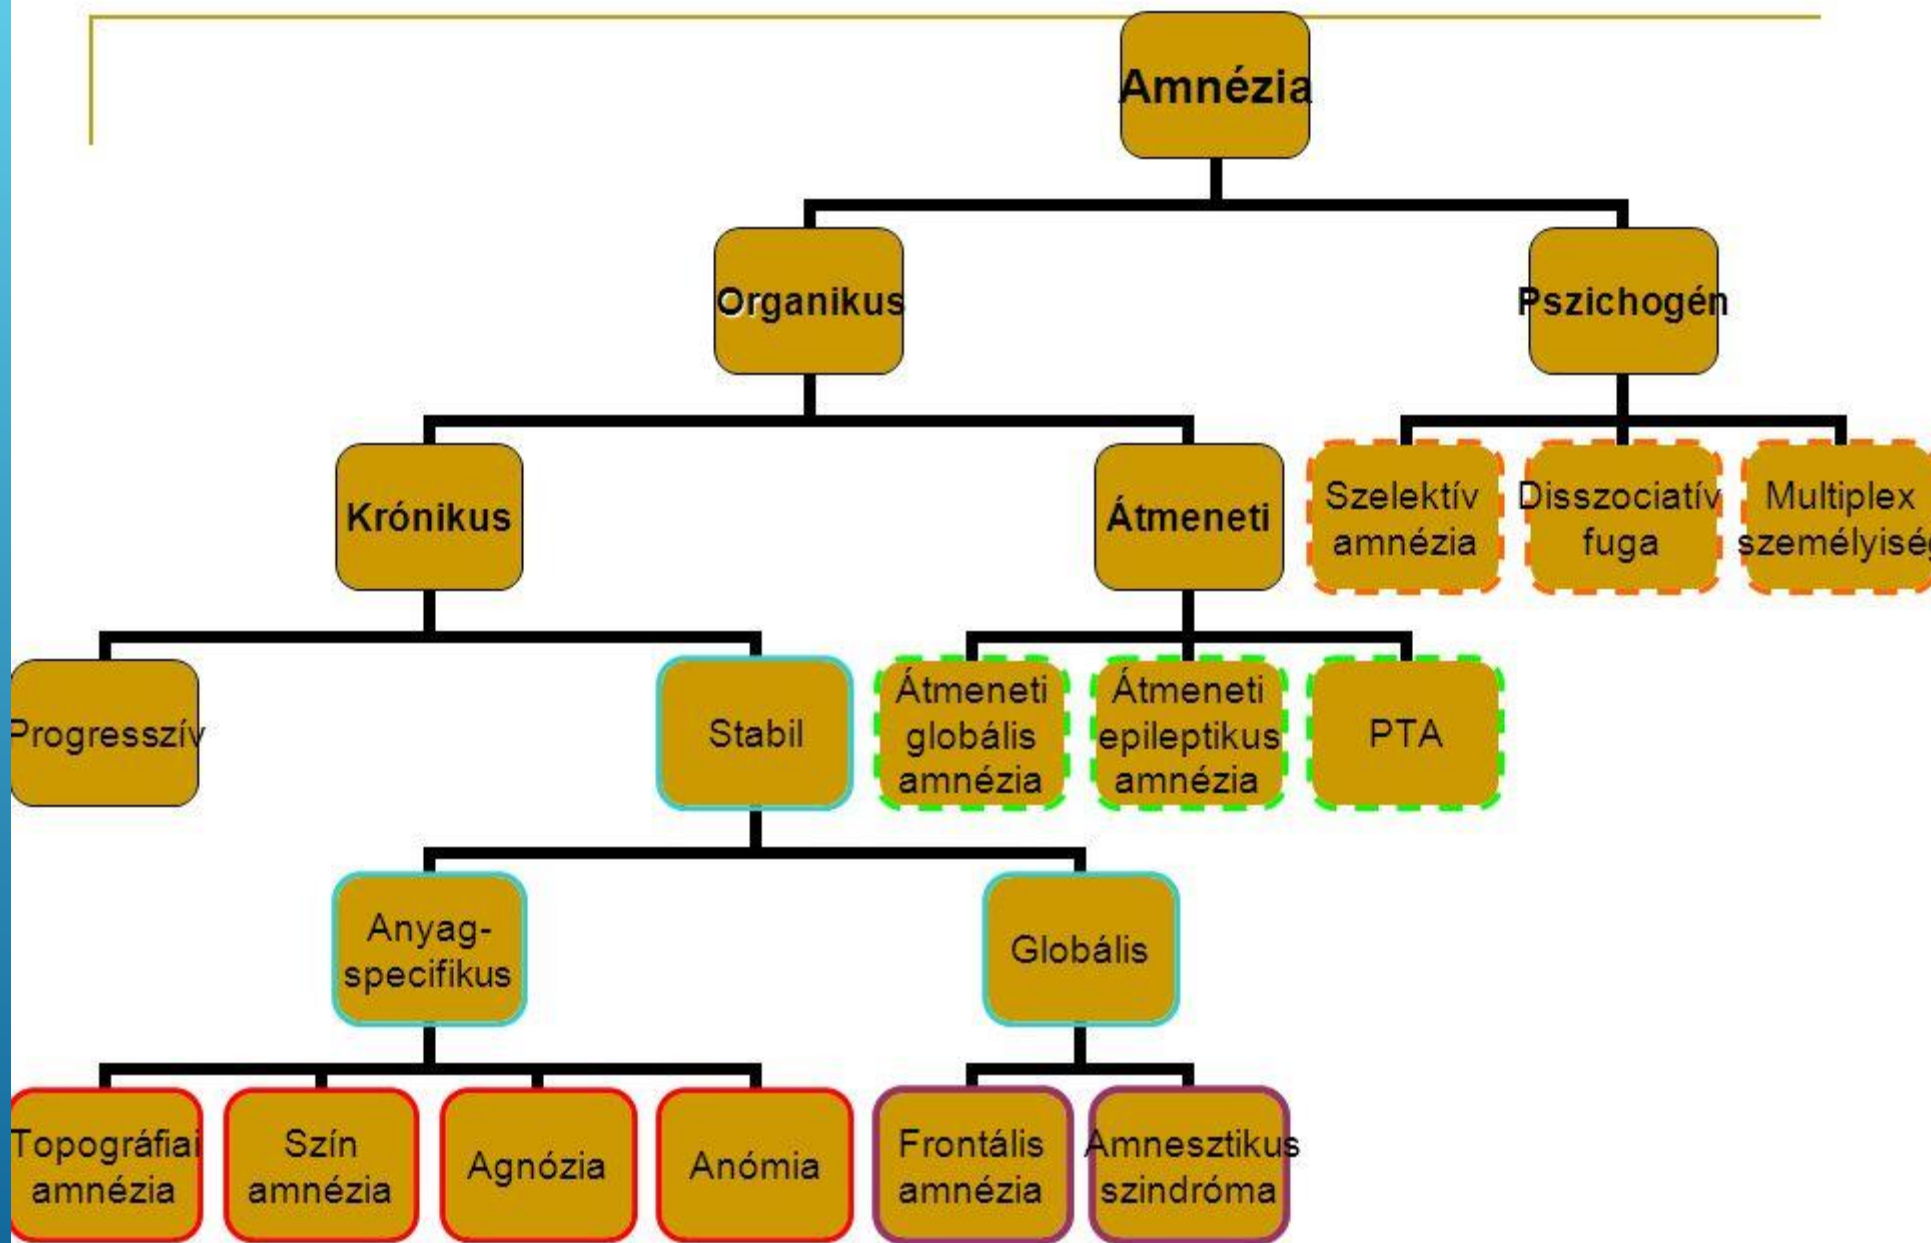 Amnézia
Organikus
Pszichogén
Krónikus
Átmeneti
Szelektív
amnézia
Disszociatív
fuga
Multiplex
személyiség
Progresszív
Stabil
Átmeneti
globális
amnézia
Átmeneti
epileptikus
amnézia
PTA
Anyag-
specifikus
Globális
Topográfiai
amnézia
Szín
amnézia
Agnózia
Anómia
Frontális
amnézia
Amnesztikus
szindróma